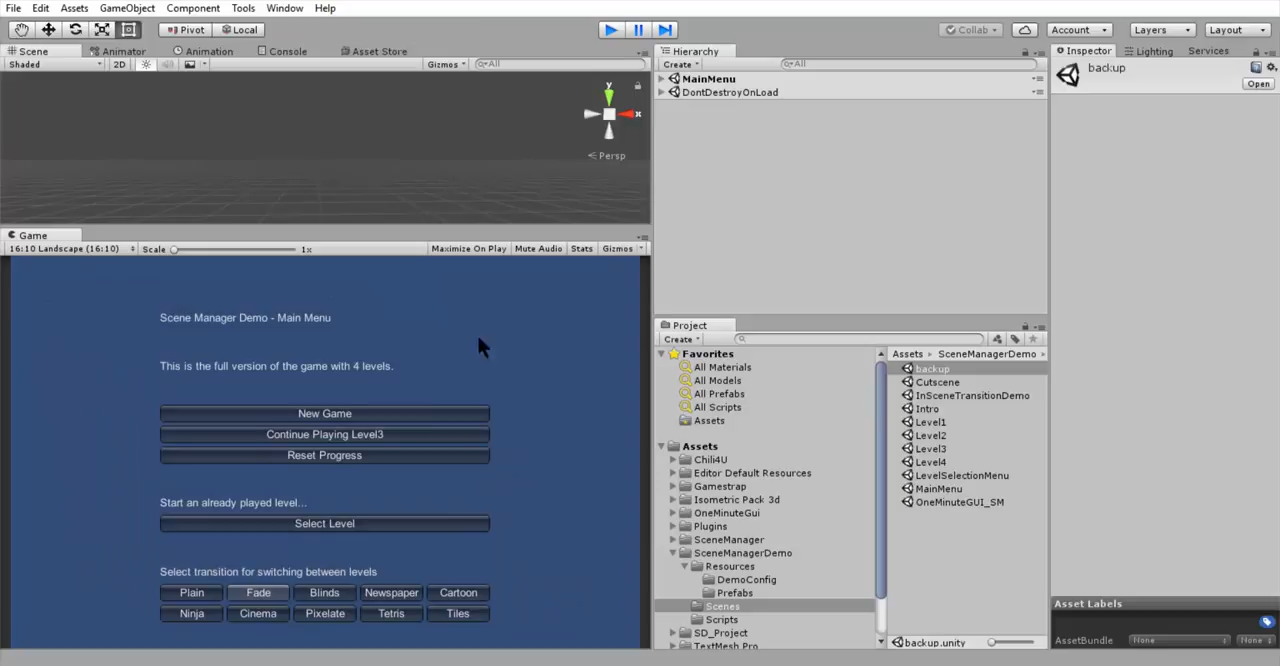 File Edit Assets GameObject Component Tools Window Help
Pivot Local Collab Account Layers Layout
Scene Animator Animation Console Asset Store
Shaded 2D Gizmos All
y
x
Persp
Game
16:10 Landscape (16:10) Scale 1x Maximize On Play Mute Audio Stats Gizmos
Scene Manager Demo - Main Menu
This is the full version of the game with 4 levels.
New Game
Continue Playing Level3
Reset Progress
Start an already played level...
Select Level
Select transition for switching between levels
Plain Fade Blinds Newspaper Cartoon
Ninja Cinema Pixelate Tetris Tiles
Hierarchy
Create All
MainMenu
DontDestroyOnLoad
Project
Create
Favorites
All Materials
All Models
All Prefabs
All Scripts
Assets
Assets
Chili4U
Editor Default Resources
Gamestrap
Isometric Pack 3d
OneMinuteGui
Plugins
SceneManager
SceneManagerDemo
Resources
DemoConfig
Prefabs
Scenes
Scripts
SD_Project
TextMesh Pro
Assets SceneManagerDemo
backup
Cutscene
InSceneTransitionDemo
Intro
Level1
Level2
Level3
Level4
LevelSelectionMenu
MainMenu
OneMinuteGUI_SM
backup.unity
Inspector Lighting Services
backup
Open
Asset Labels
AssetBundle None None